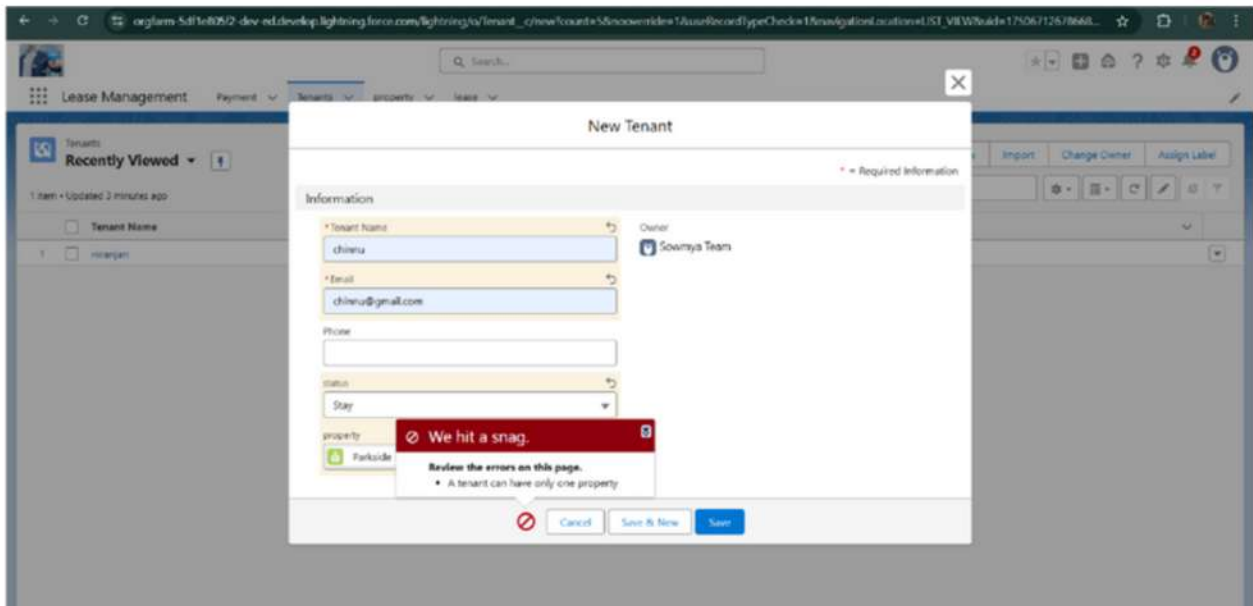 Search...
Lease Management Payment Tenants property lease
New Tenant
Tenants
Recently Viewed
Import Change Owner Assign Label
* = Required Information
1 item • Updated 3 minutes ago
Information
Tenant Name
1 niranjan
*Tenant Name
chinnu
Owner
Sowmya Team
*Email
chinnu@gmail.com
Phone
status
Stay
property
Parkside
We hit a snag.
Review the errors on this page.
• A tenant can have only one property
Cancel Save & New Save